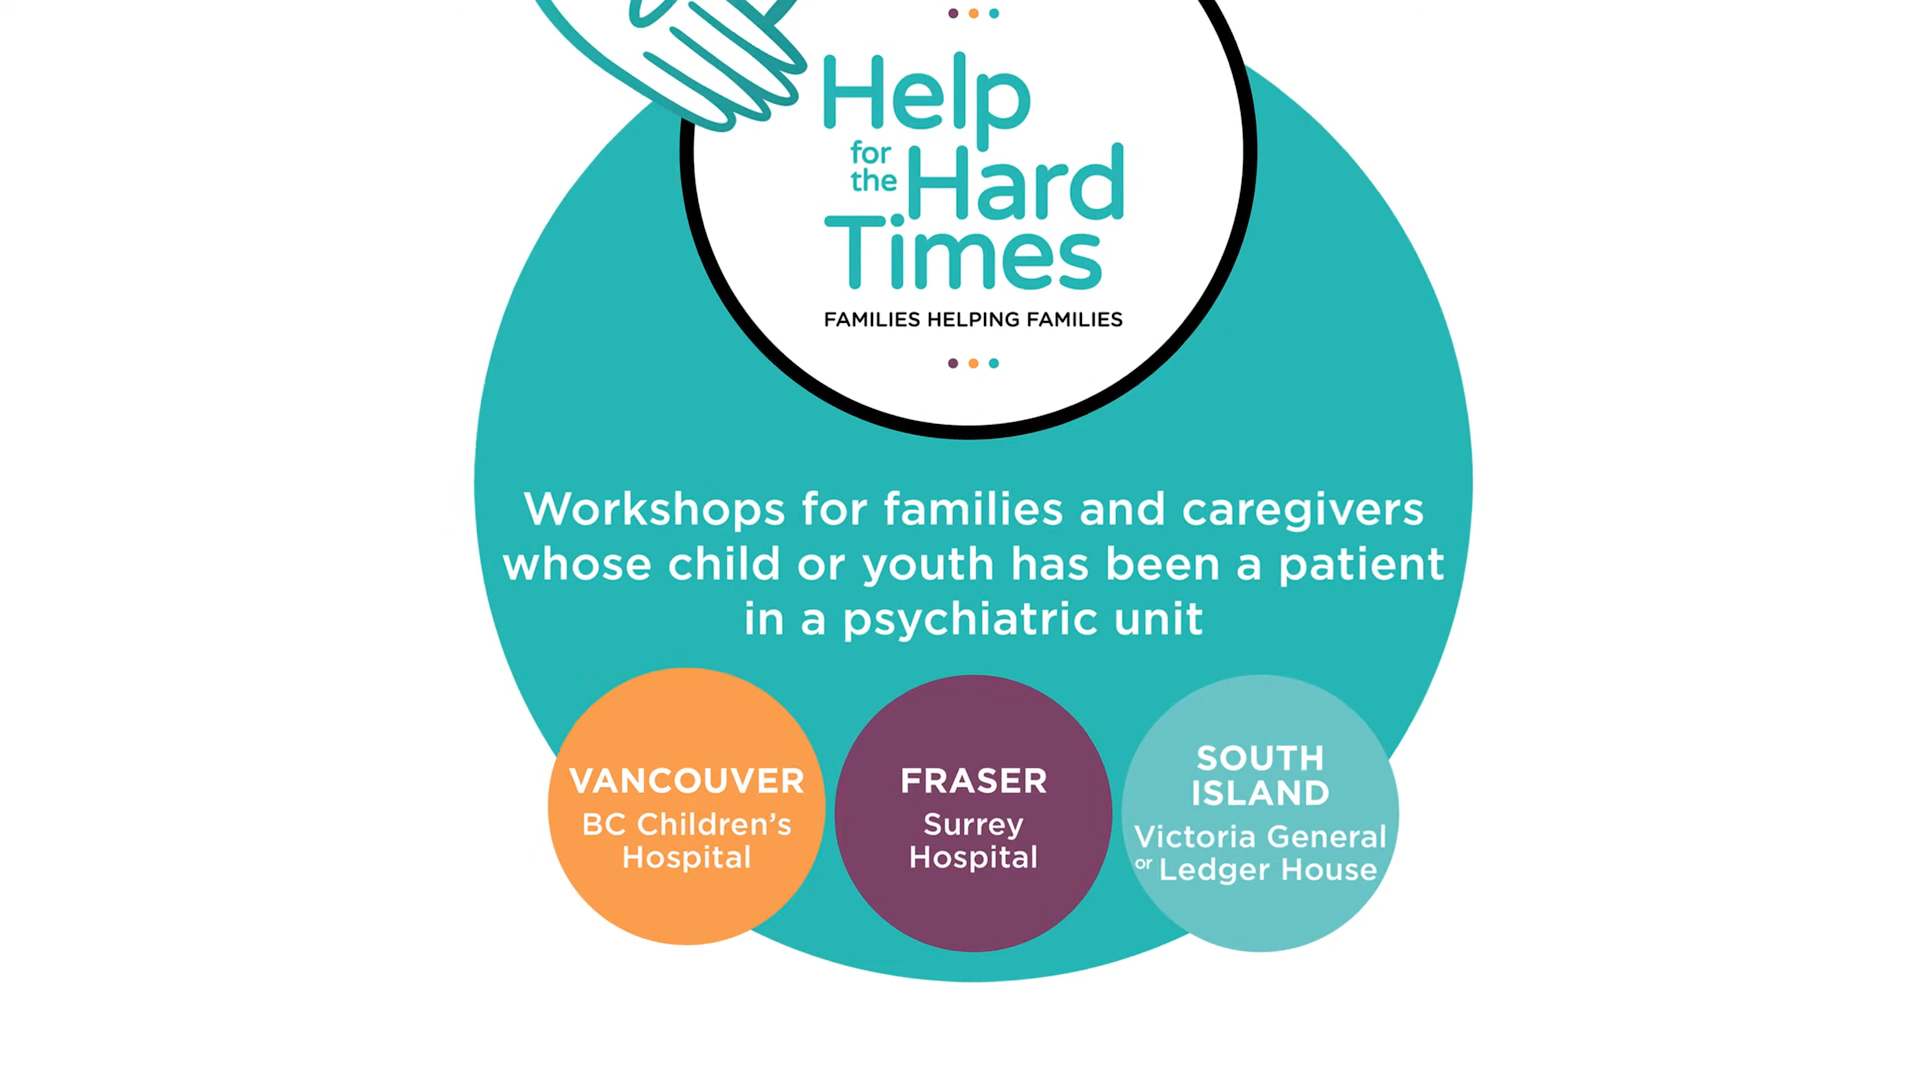 Help
for
the Hard
Times
FAMILIES HELPING FAMILIES
Workshops for families and caregivers
whose child or youth has been a patient
in a psychiatric unit
VANCOUVER
BC Children’s
Hospital
FRASER
Surrey
Hospital
SOUTH
ISLAND
Victoria General
or Ledger House